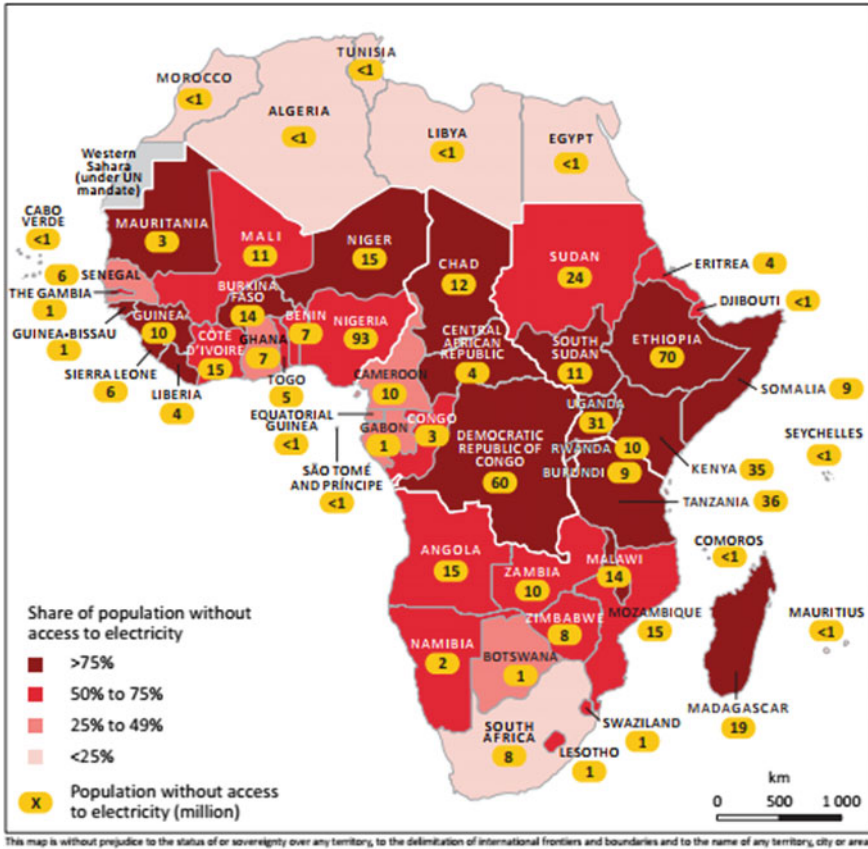 TUNISIA
<1
MOROCCO
<1
ALGERIA
<1
LIBYA
<1
EGYPT
<1
Western
Sahara
(under UN
mandate)
CABO
VERDE
<1
MAURITANIA
3
MALI
11
NIGER
15
CHAD
12
SUDAN
24
ERITREA 4
DJIBOUTI <1
6 SENEGAL
THE GAMBIA
1
GUINEA-BISSAU
1
GUINEA
10
SIERRA LEONE
6
LIBERIA
4
CÔTE
D'IVOIRE
15
BURKINA
FASO
14
GHANA
7
TOGO
5
BENIN
7
NIGERIA
93
CAMEROON
10
CENTRAL
AFRICAN
REPUBLIC
4
SOUTH
SUDAN
11
ETHIOPIA
70
SOMALIA 9
EQUATORIAL
GUINEA
<1
SÃO TOMÉ
AND PRÍNCIPE
<1
GABON
1
CONGO
3
DEMOCRATIC
REPUBLIC OF
CONGO
60
UGANDA
31
RWANDA 10
BURUNDI 9
KENYA 35
TANZANIA 36
SEYCHELLES
<1
COMOROS
<1
ANGOLA
15
ZAMBIA
10
MALAWI
14
MOZAMBIQUE
15
ZIMBABWE
8
NAMIBIA
2
BOTSWANA
1
MAURITIUS
<1
MADAGASCAR
19
SOUTH
AFRICA
8
SWAZILAND
1
LESOTHO
1
Share of population without
access to electricity
>75%
50% to 75%
25% to 49%
<25%
X Population without access
to electricity (million)
km
0 500 1 000
This map is without prejudice to the status of or sovereignty over any territory, to the delimitation of international frontiers and boundaries and to the name of any territory, city or area